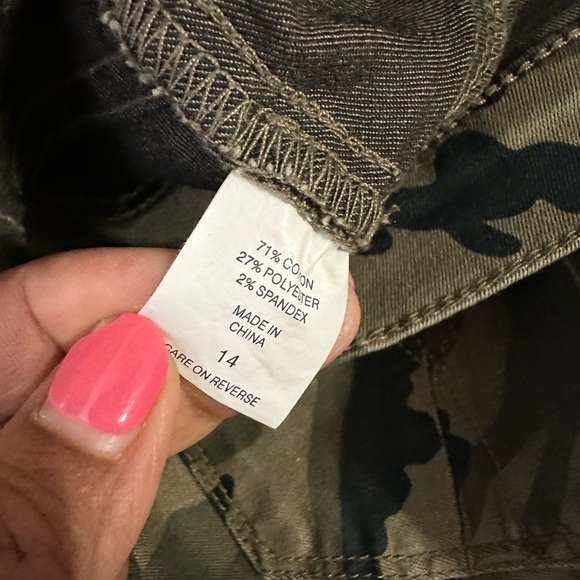 71% COTTON
27% POLYESTER
2% SPANDEX
MADE IN
CHINA
14
CARE ON REVERSE